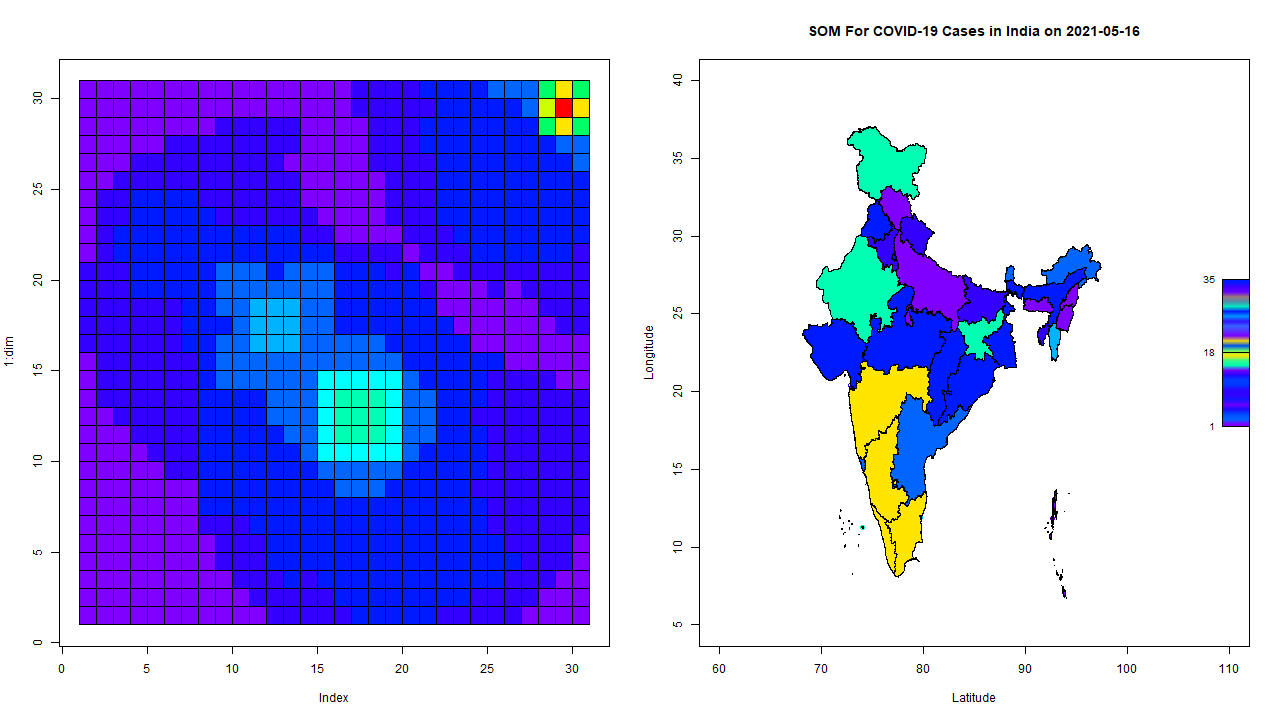 SOM For COVID-19 Cases in India on 2021-05-16
1:dim
0 5 10 15 20 25 30
0 5 10 15 20 25 30
Index
Longitude
5 10 15 20 25 30 35 40
60 70 80 90 100 110
Latitude
35
18
1